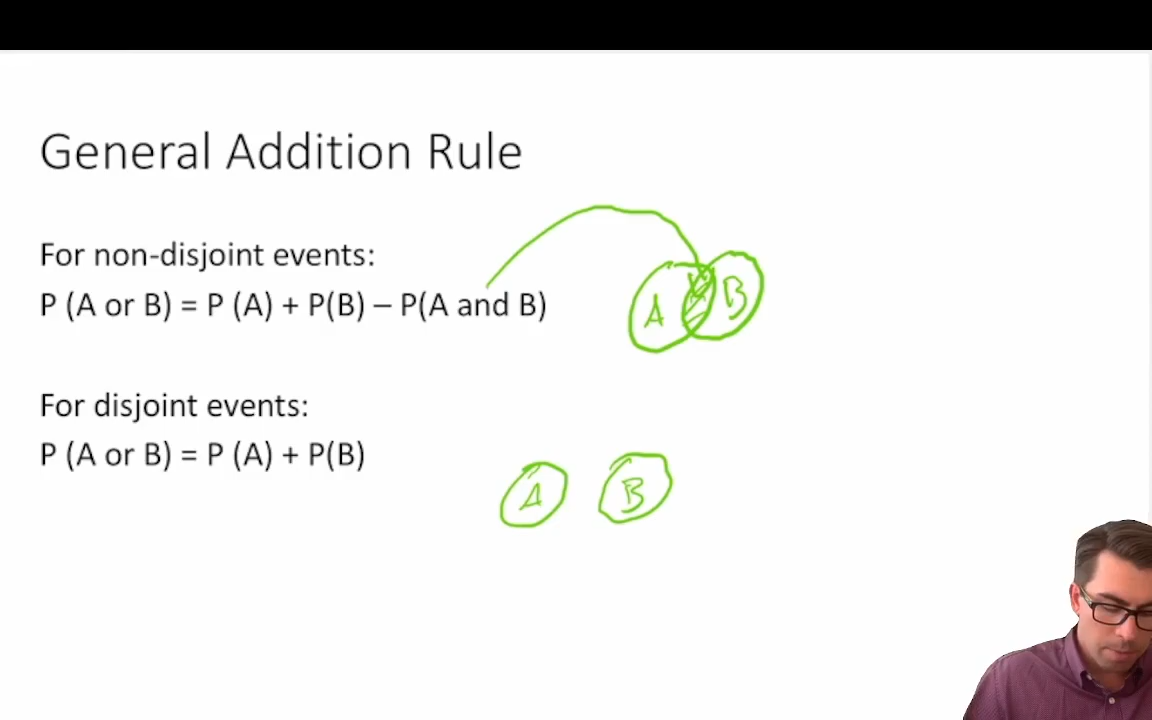 General Addition Rule
For non-disjoint events:
P (A or B) = P (A) + P(B) – P(A and B)
A B
For disjoint events:
P (A or B) = P (A) + P(B)
A B